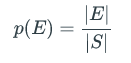 p(E) = |E| / |S|